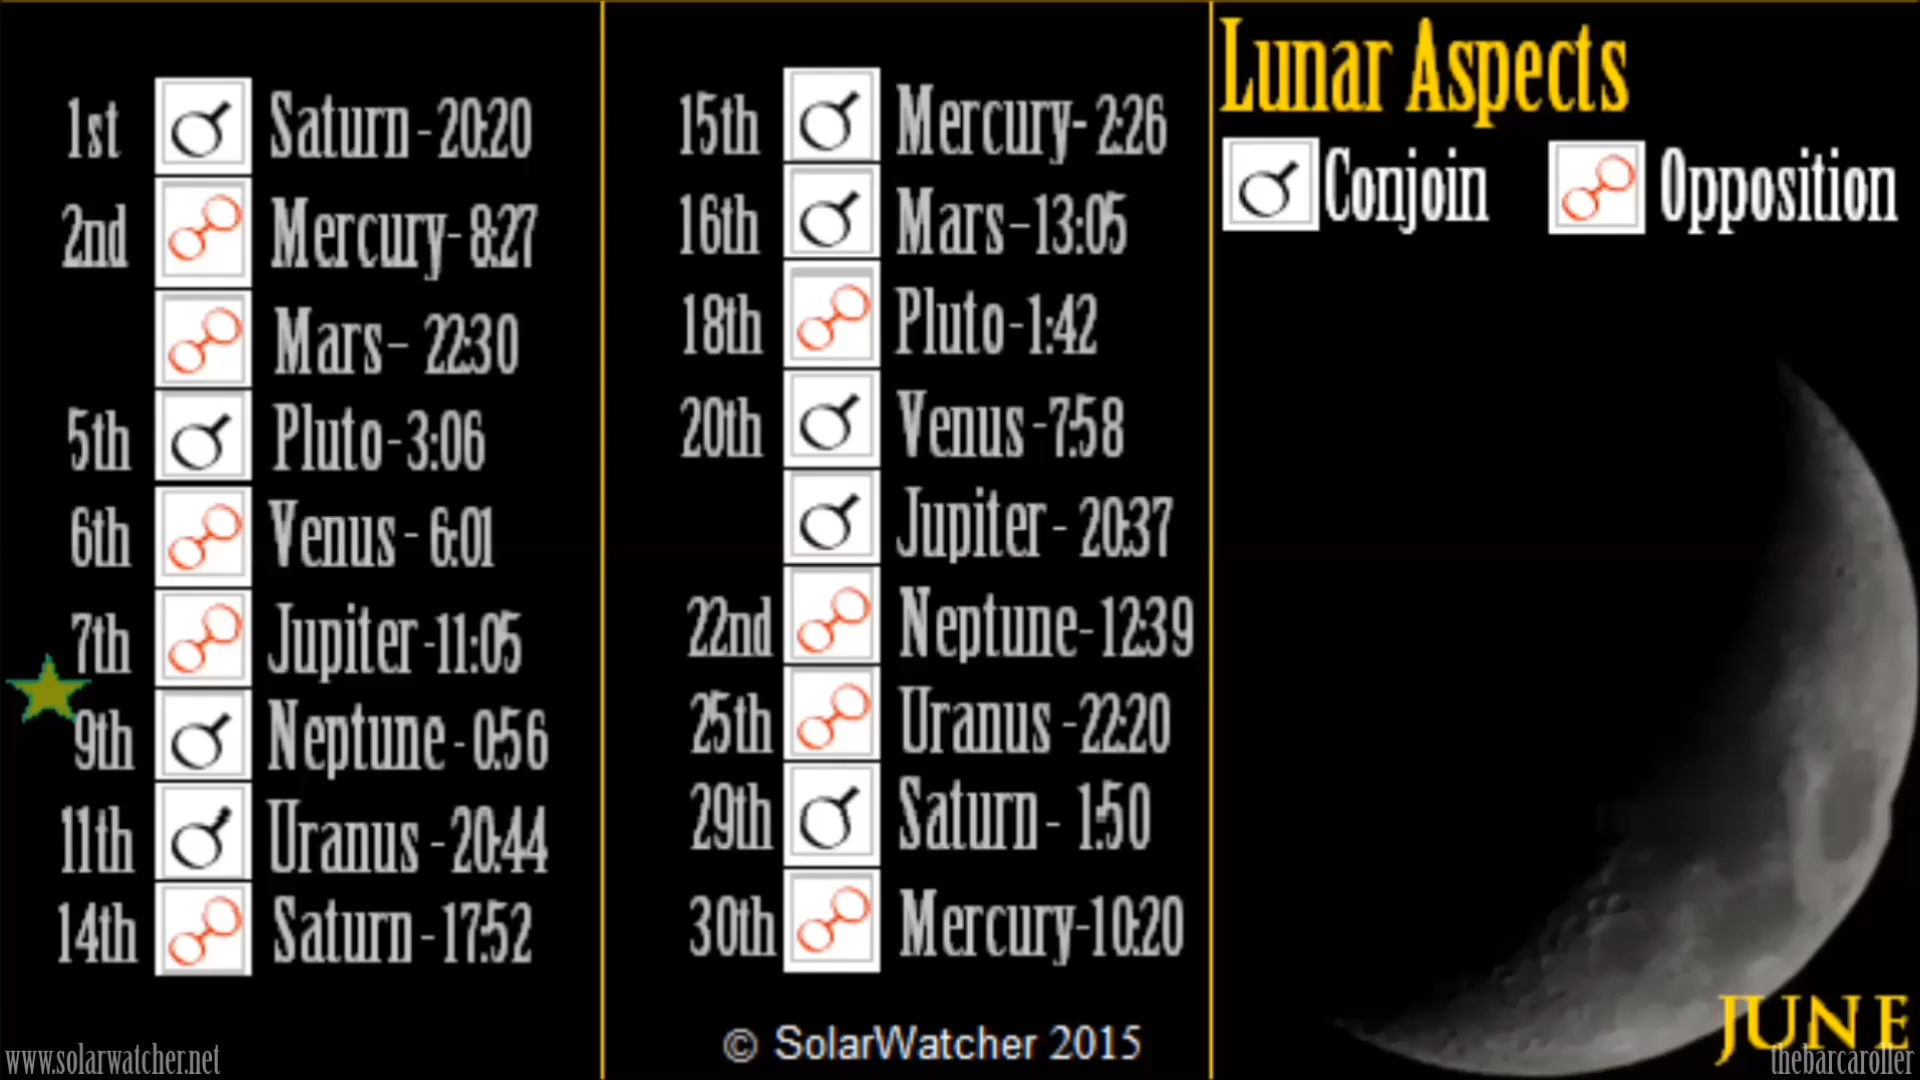 1st Saturn - 20:20
2nd Mercury - 8:27
Mars - 22:30
5th Pluto - 3:06
6th Venus - 6:01
7th Jupiter - 11:05
9th Neptune - 0:56
11th Uranus - 20:44
14th Saturn - 17:52
15th Mercury - 2:26
16th Mars - 13:05
18th Pluto - 1:42
20th Venus - 7:58
Jupiter - 20:37
22nd Neptune - 12:39
25th Uranus - 22:20
29th Saturn - 1:50
30th Mercury - 10:20
© SolarWatcher 2015
Lunar Aspects
Conjoin Opposition
JUNE
www.solarwatcher.net
thebarcaroller